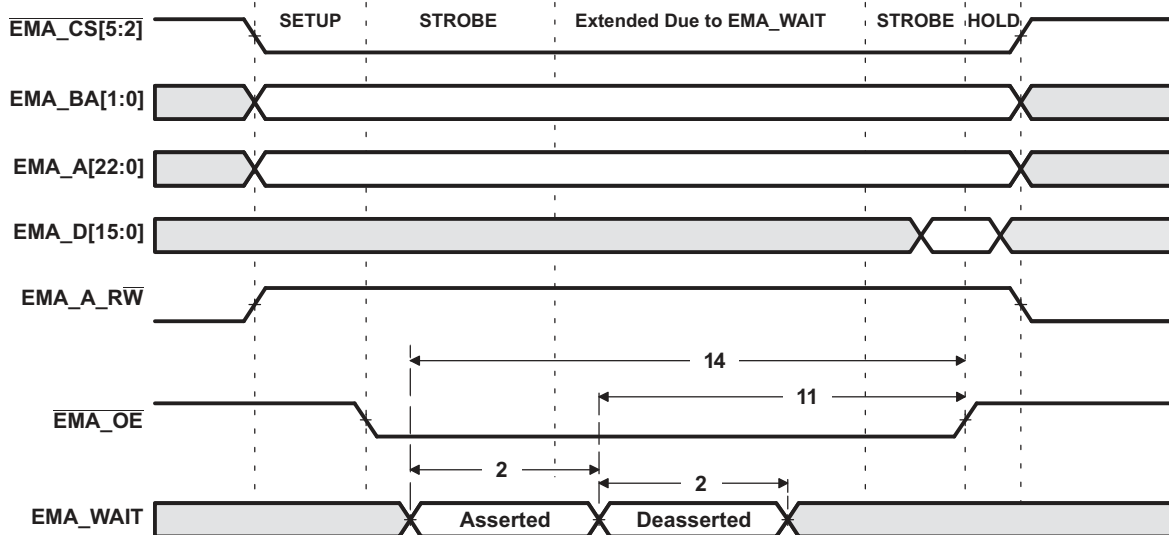 SETUP STROBE Extended Due to EMA_WAIT STROBE HOLD
EMA_CS[5:2]
EMA_BA[1:0]
EMA_A[22:0]
EMA_D[15:0]
EMA_A_RW
14
11
EMA_OE
2
2
EMA_WAIT Asserted Deasserted